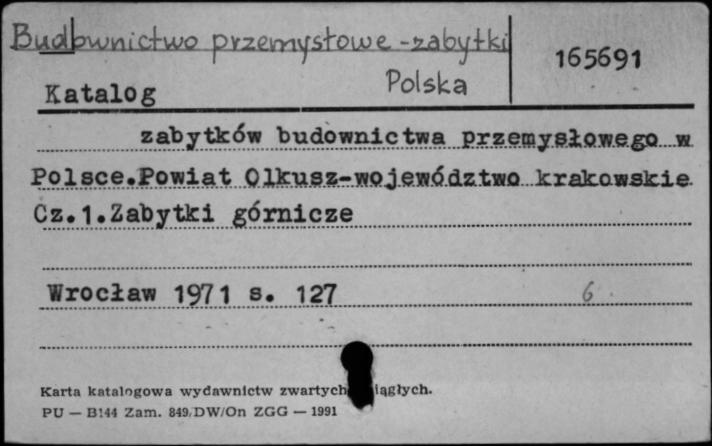 Budownictwo przemysłowe - zabytki
165691
Polska
Katalog
zabytków budownictwa przemysłowego w
Polsce.Powiat Olkusz-województwo krakowskie
Cz.1.Zabytki górnicze
Wrocław 1971 s. 127
6
Karta katalogowa wydawnictw zwartych iągłych.
PU — B144 Zam. 849/DW/On ZGG — 1991